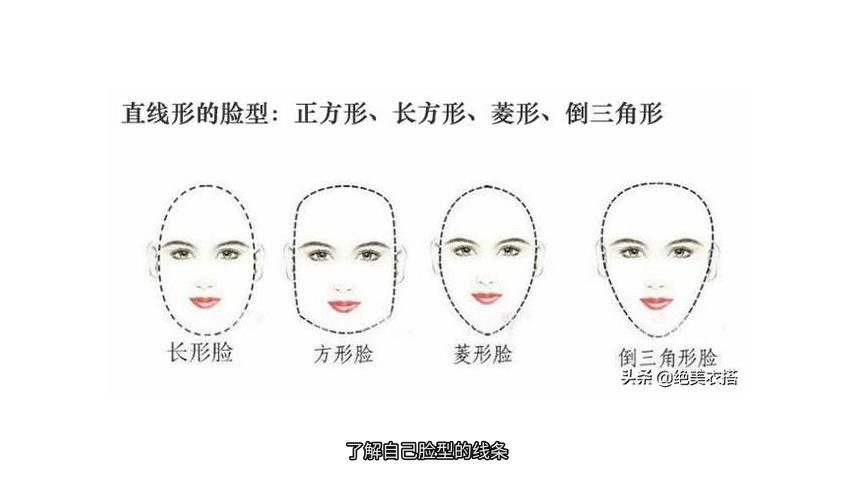 直线形的脸型：正方形、长方形、菱形、倒三角形
长形脸 方形脸 菱形脸 倒三角形脸
头条 @绝美衣搭
了解自己脸型的线条